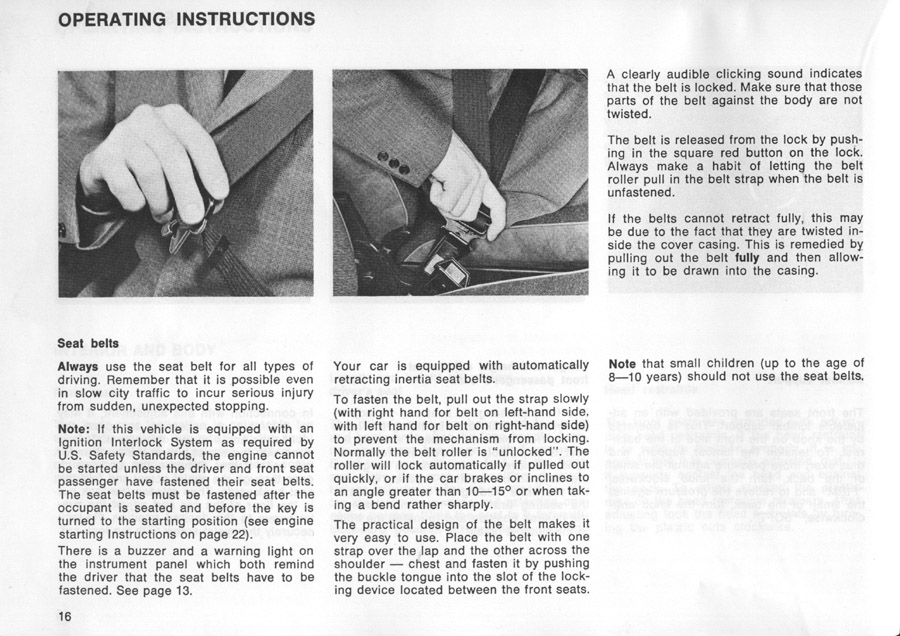 OPERATING INSTRUCTIONS
A clearly audible clicking sound indicates
that the belt is locked. Make sure that those
parts of the belt against the body are not
twisted.
The belt is released from the lock by push-
ing in the square red button on the lock.
Always make a habit of letting the belt
roller pull in the belt strap when the belt is
unfastened.
If the belts cannot retract fully, this may
be due to the fact that they are twisted in-
side the cover casing. This is remedied by
pulling out the belt fully and then allow-
ing it to be drawn into the casing.
Seat belts
Always use the seat belt for all types of
driving. Remember that it is possible even
in slow city traffic to incur serious injury
from sudden, unexpected stopping.
Note: If this vehicle is equipped with an
Ignition Interlock System as required by
U.S. Safety Standards, the engine cannot
be started unless the driver and front seat
passenger have fastened their seat belts.
The seat belts must be fastened after the
occupant is seated and before the key is
turned to the starting position (see engine
starting Instructions on page 22).
There is a buzzer and a warning light on
the instrument panel which both remind
the driver that the seat belts have to be
fastened. See page 13.
Your car is equipped with automatically
retracting inertia seat belts.
To fasten the belt, pull out the strap slowly
(with right hand for belt on left-hand side,
with left hand for belt on right-hand side)
to prevent the mechanism from locking.
Normally the belt roller is "unlocked". The
roller will lock automatically if pulled out
quickly, or if the car brakes or inclines to
an angle greater than 10—15° or when tak-
ing a bend rather sharply.
The practical design of the belt makes it
very easy to use. Place the belt with one
strap over the lap and the other across the
shoulder — chest and fasten it by pushing
the buckle tongue into the slot of the lock-
ing device located between the front seats.
Note that small children (up to the age of
8—10 years) should not use the seat belts.
16